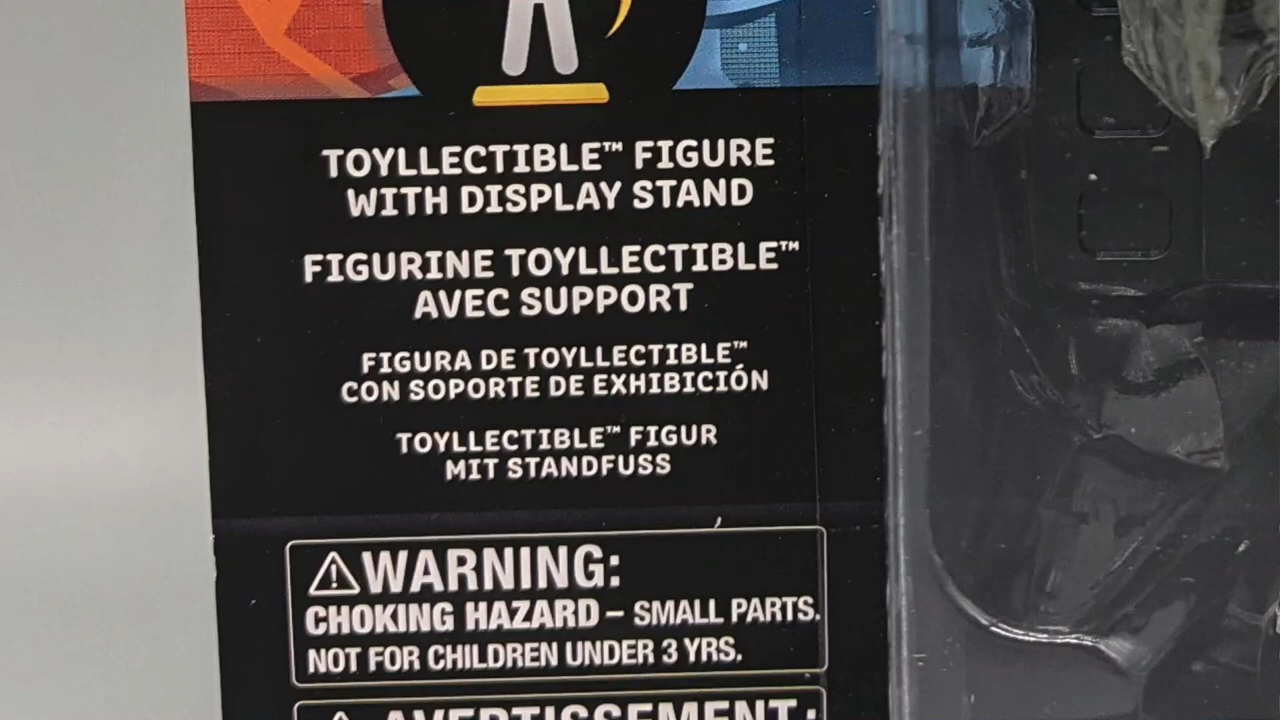 TOYLLECTIBLE™ FIGURE
WITH DISPLAY STAND
FIGURINE TOYLLECTIBLE™
AVEC SUPPORT
FIGURA DE TOYLLECTIBLE™
CON SOPORTE DE EXHIBICIÓN
TOYLLECTIBLE™ FIGUR
MIT STANDFUSS
⚠WARNING:
CHOKING HAZARD – SMALL PARTS.
NOT FOR CHILDREN UNDER 3 YRS.
⚠AVERTISSEMENT: